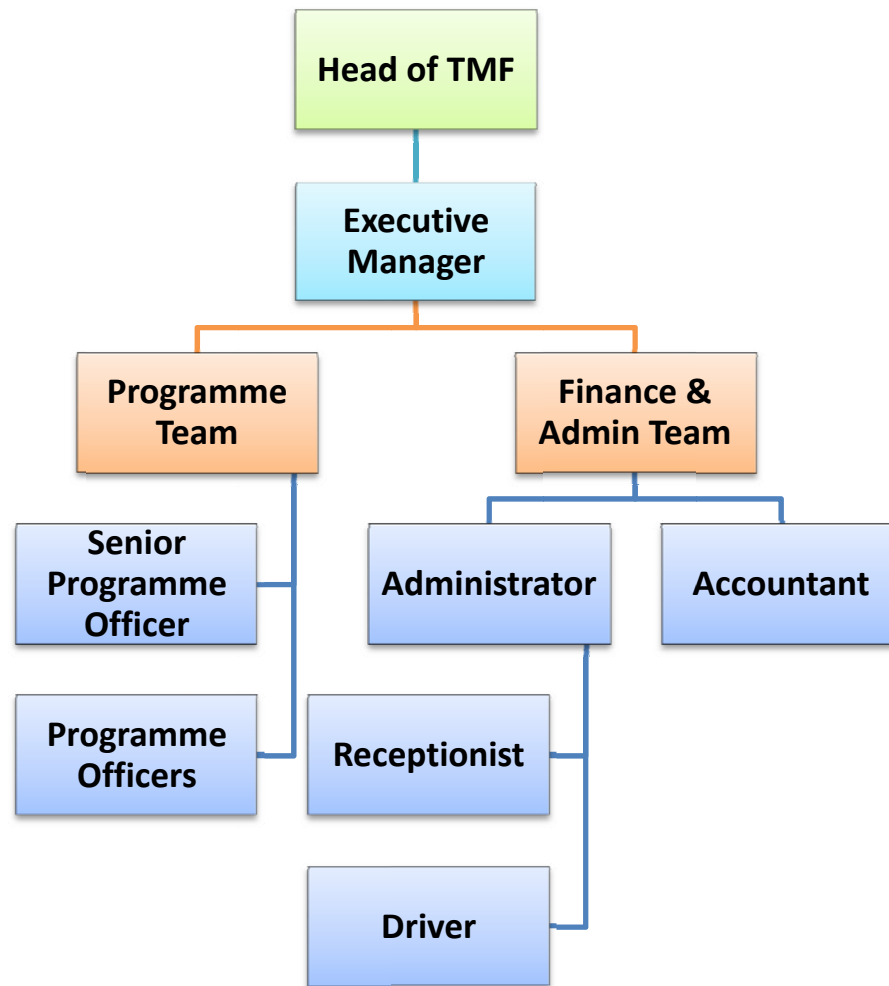 Head of TMF
Executive
Manager
Programme
Team
Finance &
Admin Team
Senior
Programme
Officer
Administrator
Accountant
Programme
Officers
Receptionist
Driver